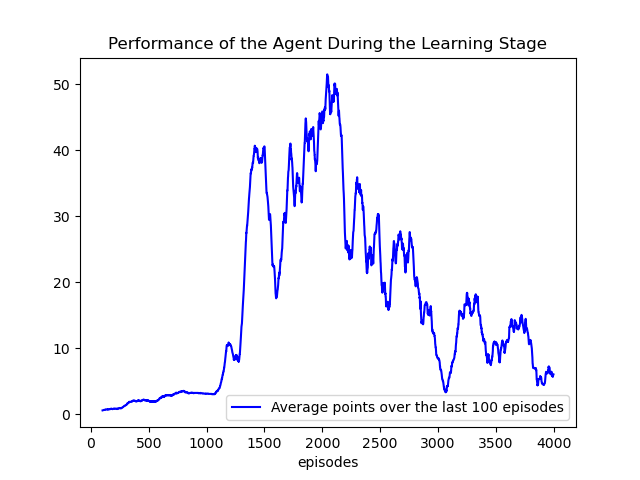 Performance of the Agent During the Learning Stage
50
40
30
20
10
0
Average points over the last 100 episodes
0 500 1000 1500 2000 2500 3000 3500 4000
episodes